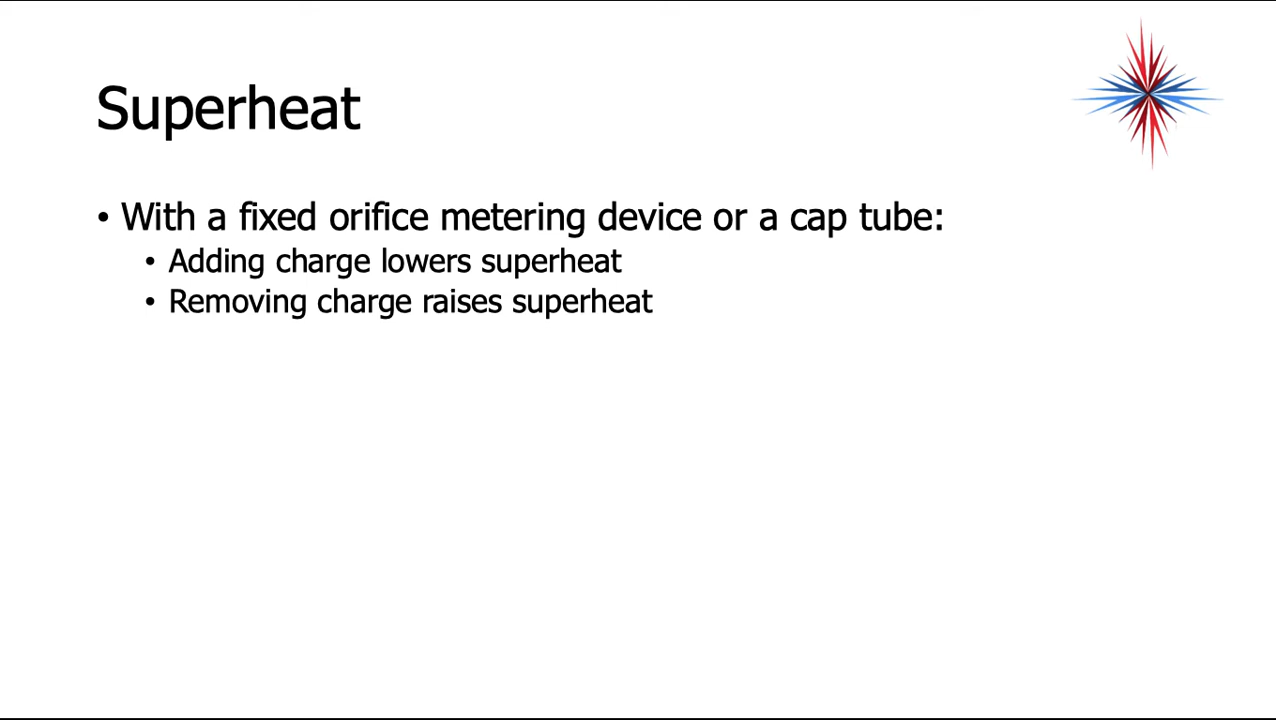 Superheat
• With a fixed orifice metering device or a cap tube:
• Adding charge lowers superheat
• Removing charge raises superheat